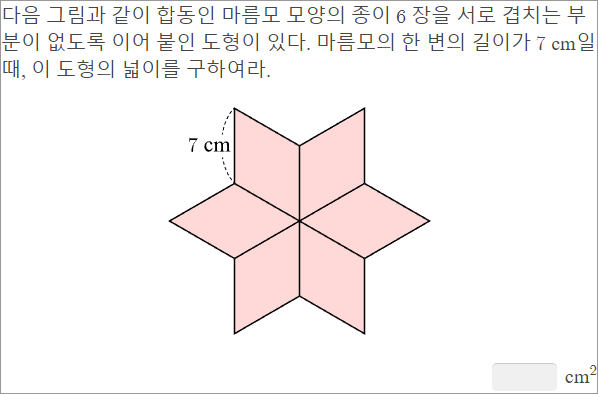 다음 그림과 같이 합동인 마름모 모양의 종이 6 장을 서로 겹치는 부
분이 없도록 이어 붙인 도형이 있다. 마름모의 한 변의 길이가 7 cm일
때, 이 도형의 넓이를 구하여라.
7 cm
cm²